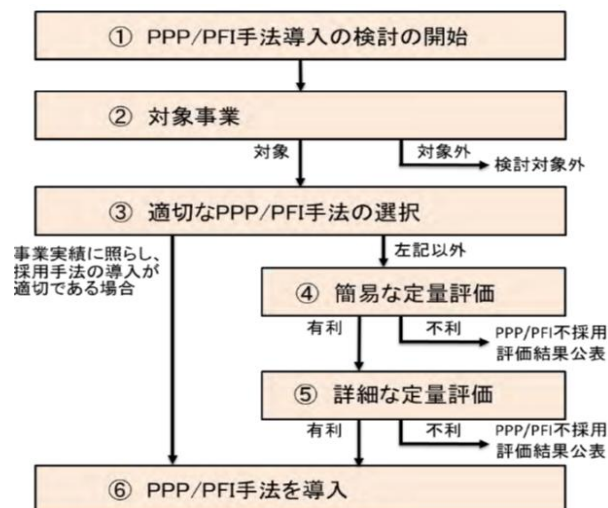 ① PPP/PFI手法導入の検討の開始
② 対象事業
対象
対象外
検討対象外
③ 適切なPPP/PFI手法の選択
事業実績に照らし、
採用手法の導入が
適切である場合
左記以外
④ 簡易な定量評価
有利
不利
PPP/PFI不採用
評価結果公表
⑤ 詳細な定量評価
有利
不利
PPP/PFI不採用
評価結果公表
⑥ PPP/PFI手法を導入